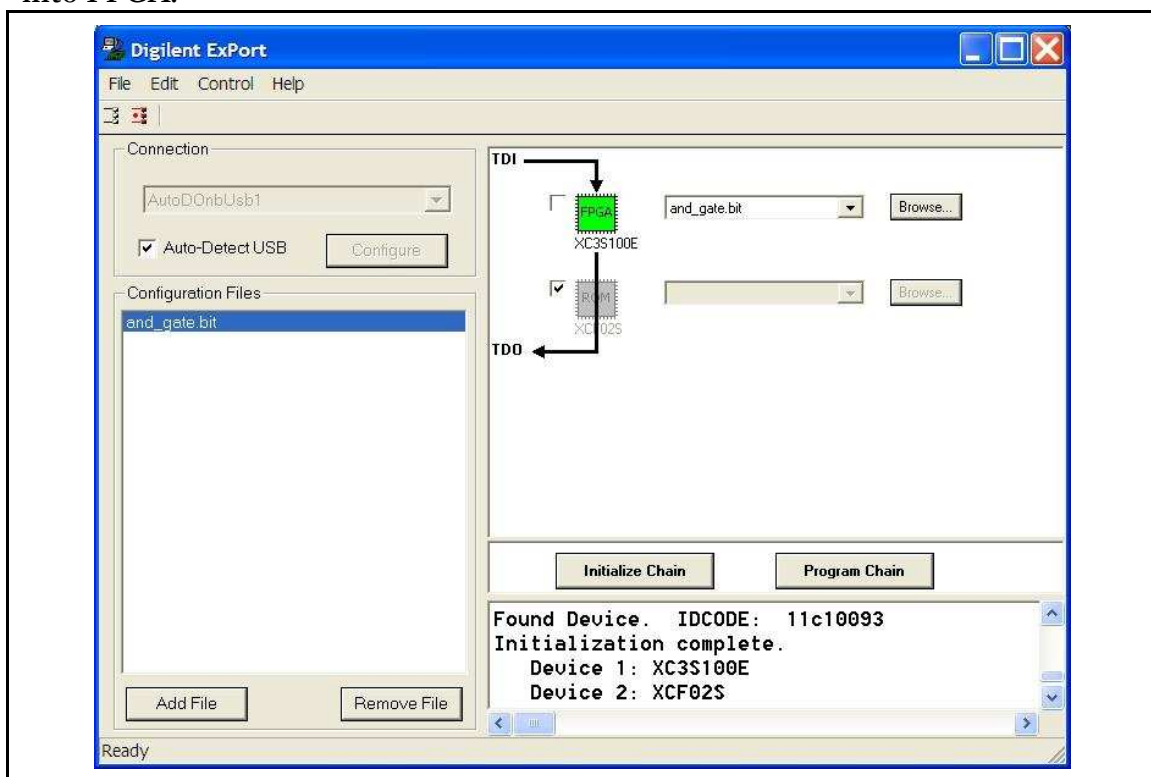 into FPGA.
Digilent ExPort
File Edit Control Help
Connection
AutoDOnbUsb1
Auto-Detect USB
Configure
Configuration Files
and_gate.bit
Add File
Remove File
TDI
FPGA
XC3S100E
and_gate.bit
Browse...
ROM
XCF02S
Browse...
TDO
Initialize Chain
Program Chain
Found Device. IDCODE: 11c10093
Initialization complete.
Device 1: XC3S100E
Device 2: XCF02S
Ready